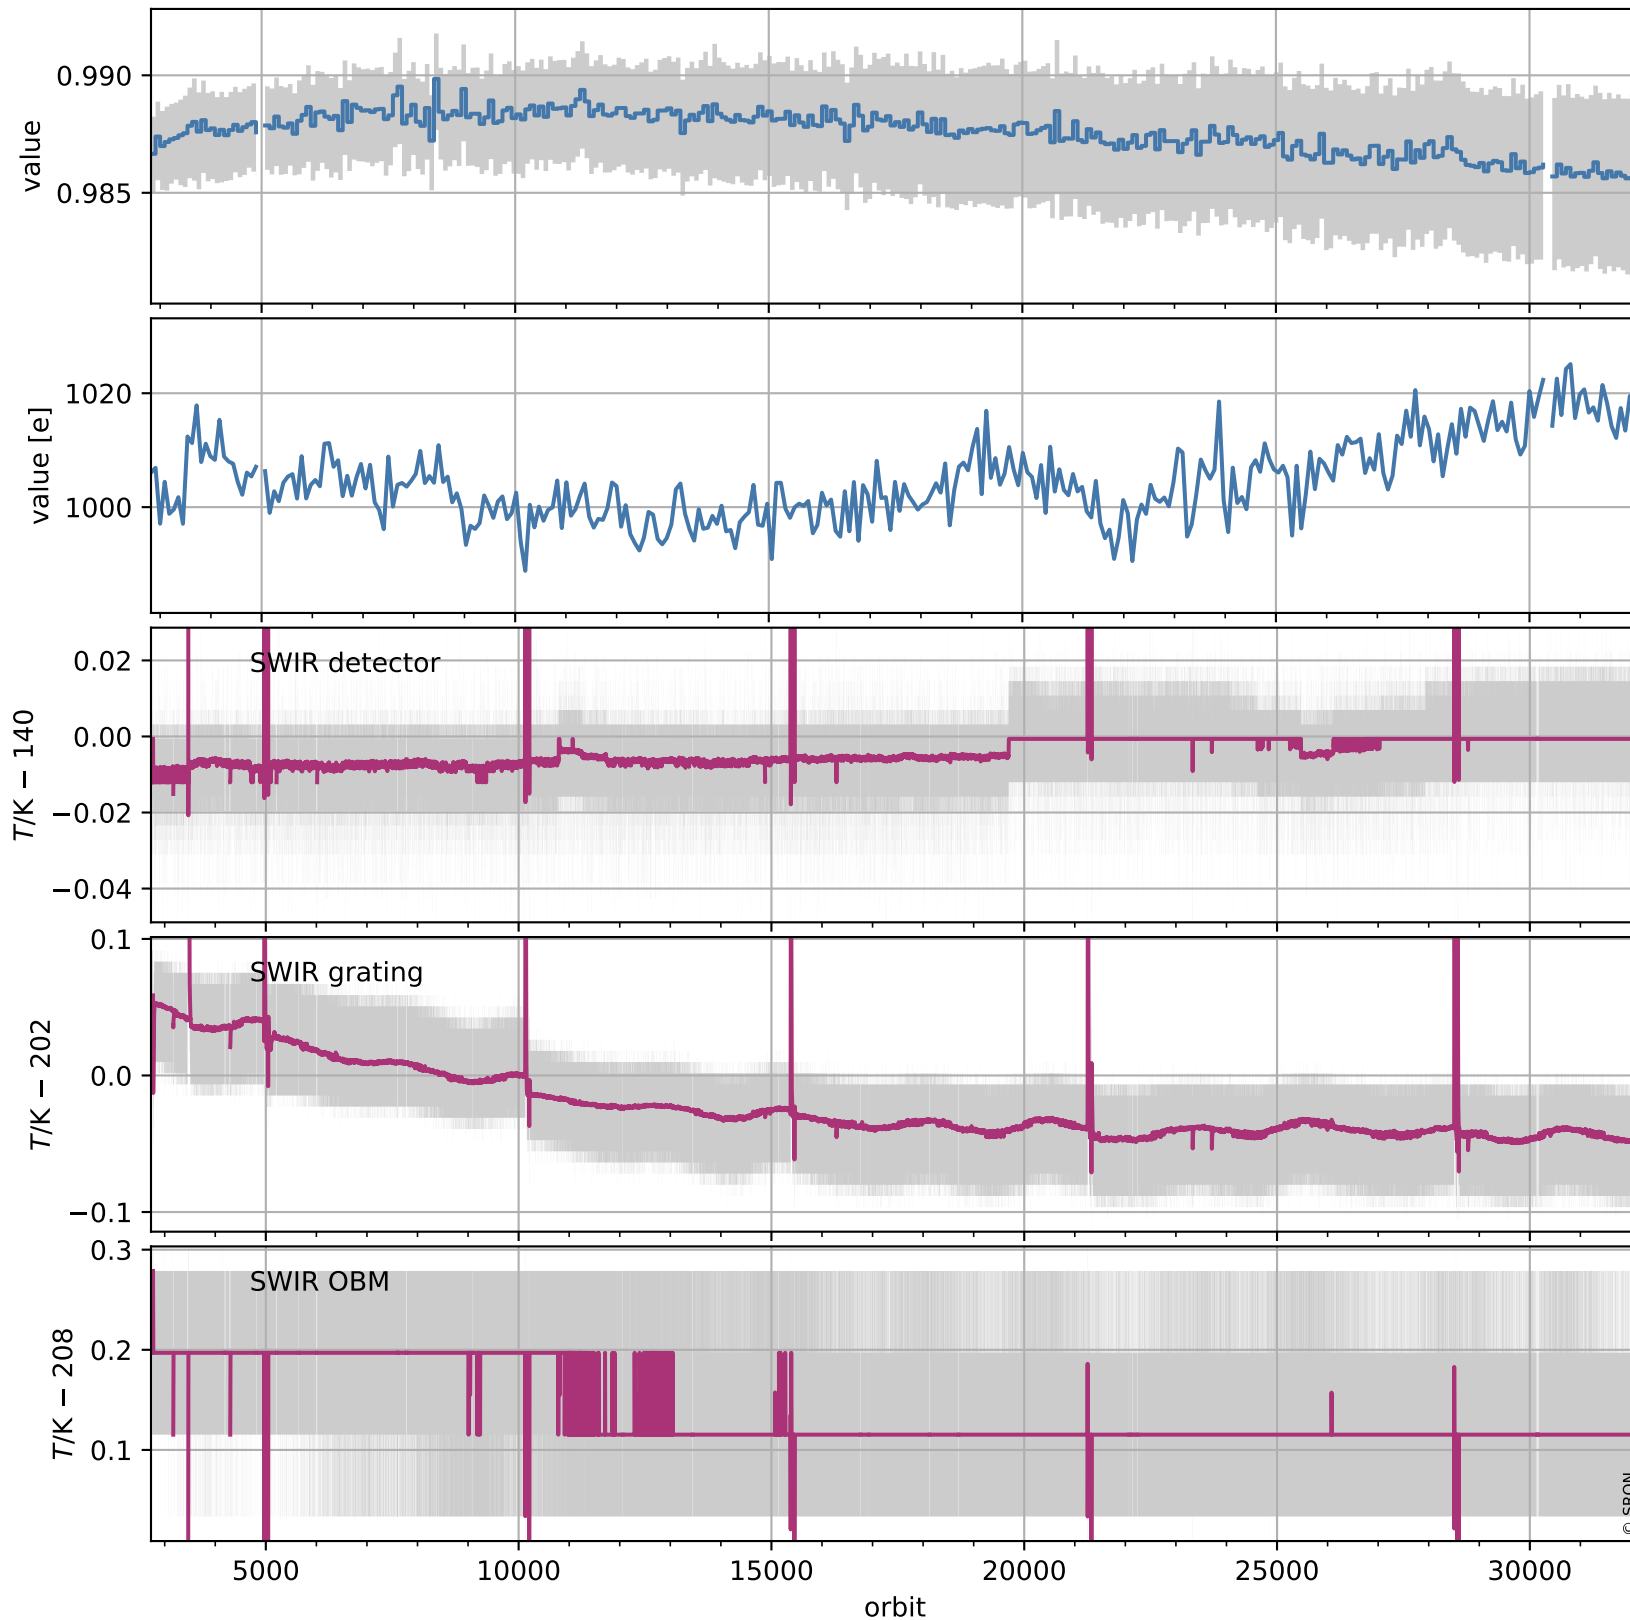 value
0.990
0.985
value [e]
1020
1000
T/K − 140
SWIR detector
0.02
0.00
−0.02
−0.04
T/K − 202
SWIR grating
0.1
0.0
−0.1
T/K − 208
SWIR OBM
0.3
0.2
0.1
© SRON
5000 10000 15000 20000 25000 30000
orbit